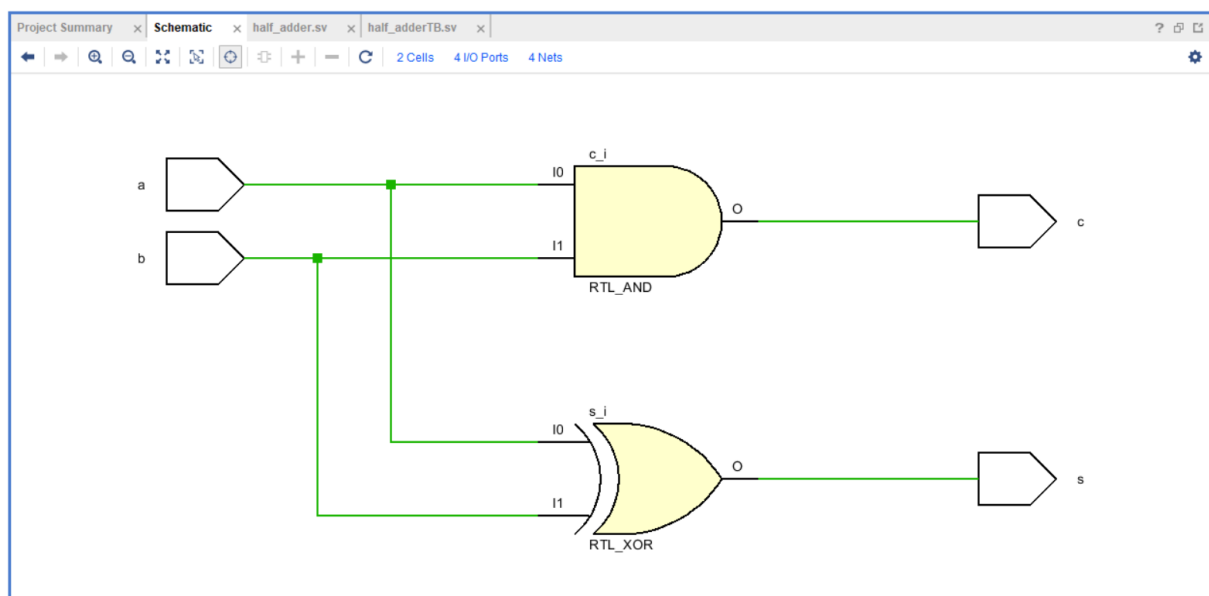 Project Summary × Schematic × half_adder.sv × half_adderTB.sv × ?
2 Cells 4 I/O Ports 4 Nets
c_i
a I0
O
c
b I1
RTL_AND
s_i
I0
O
s
I1
RTL_XOR